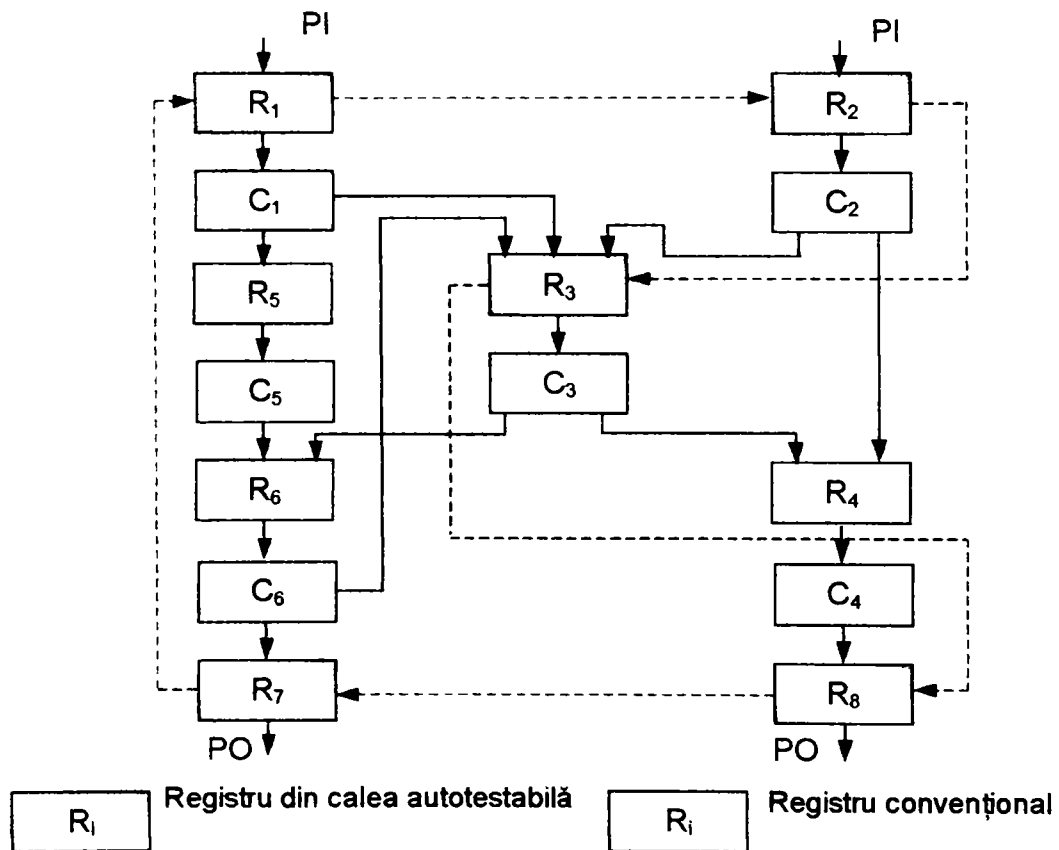 PI
PI
R₁
R₂
C₁
C₂
R₅
R₃
C₅
C₃
R₆
R₄
C₆
C₄
R₇
R₈
PO
PO
Rᵢ Registru din calea autotestabilă
Rᵢ Registru convențional